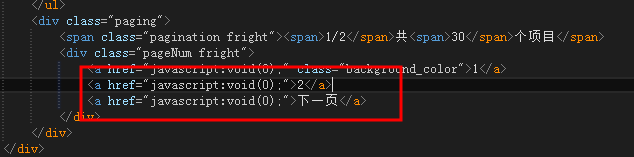 </ul>
<div class="paging">
<span class="pagination fright"><span>1/2</span>共<span>30</span>个项目</span>
<div class="pageNum fright">
<a href="javascript:void(0);" class="background_color">1</a>
<a href="javascript:void(0);">2</a>
<a href="javascript:void(0);">下一页</a>
</div>
</div>
</div>